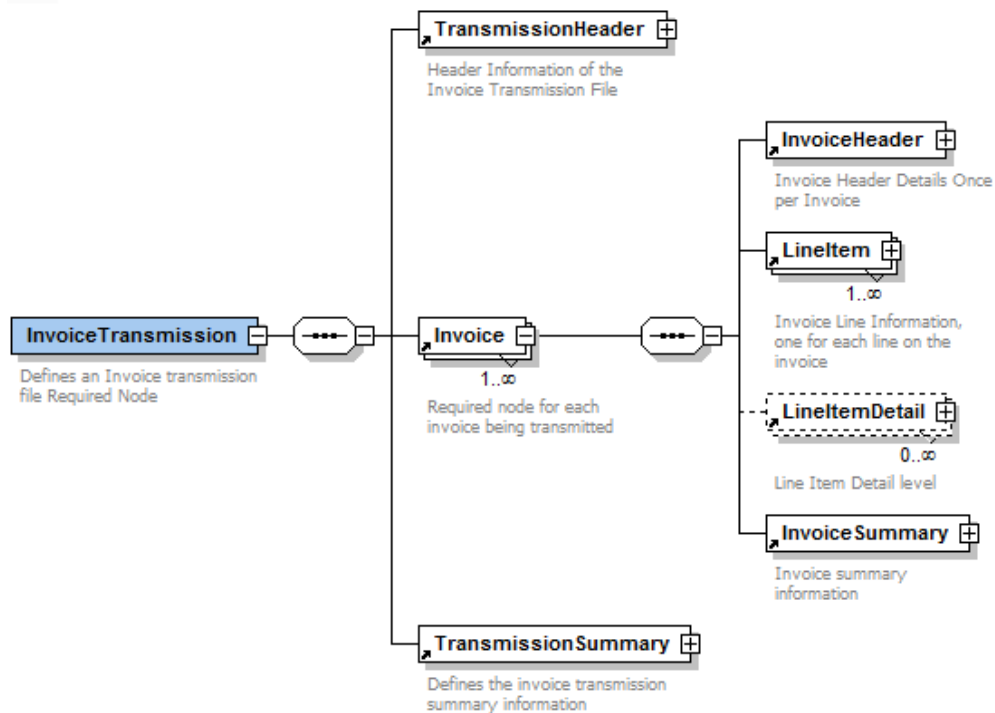 TransmissionHeader
Header Information of the
Invoice Transmission File
InvoiceHeader
Invoice Header Details Once
per Invoice
LineItem
1..∞
Invoice Line Information,
one for each line on the
invoice
InvoiceTransmission
Defines an Invoice transmission
file Required Node
Invoice
1..∞
Required node for each
invoice being transmitted
LineItemDetail
0..∞
Line Item Detail level
InvoiceSummary
Invoice summary
information
TransmissionSummary
Defines the invoice transmission
summary information